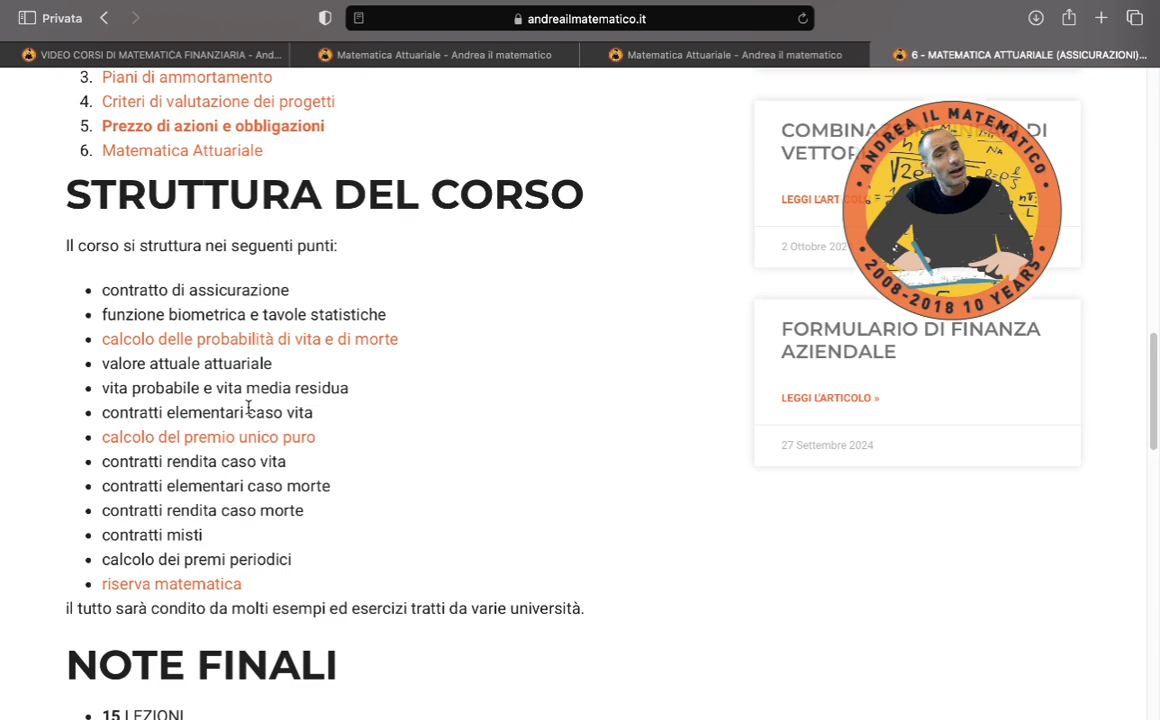 Privata
andreailmatematico.it
VIDEO CORSI DI MATEMATICA FINANZIARIA - And...
Matematica Attuariale - Andrea il matematico
Matematica Attuariale - Andrea il matematico
6 - MATEMATICA ATTUARIALE (ASSICURAZIONI)...
3. Piani di ammortamento
4. Criteri di valutazione dei progetti
5. Prezzo di azioni e obbligazioni
6. Matematica Attuariale
STRUTTURA DEL CORSO
Il corso si struttura nei seguenti punti:
• contratto di assicurazione
• funzione biometrica e tavole statistiche
• calcolo delle probabilità di vita e di morte
• valore attuale attuariale
• vita probabile e vita media residua
• contratti elementari caso vita
• calcolo del premio unico puro
• contratti rendita caso vita
• contratti elementari caso morte
• contratti rendita caso morte
• contratti misti
• calcolo dei premi periodici
• riserva matematica
il tutto sarà condito da molti esempi ed esercizi tratti da varie università.
NOTE FINALI
• 15 LEZIONI
DI
LEGGI L'ART
2 Ottobre
ANDREA IL MATEMATICO
2008-2018 10 YEARS
FORMULARIO DI FINANZA
AZIENDALE
LEGGI L'ARTICOLO »
27 Settembre 2024